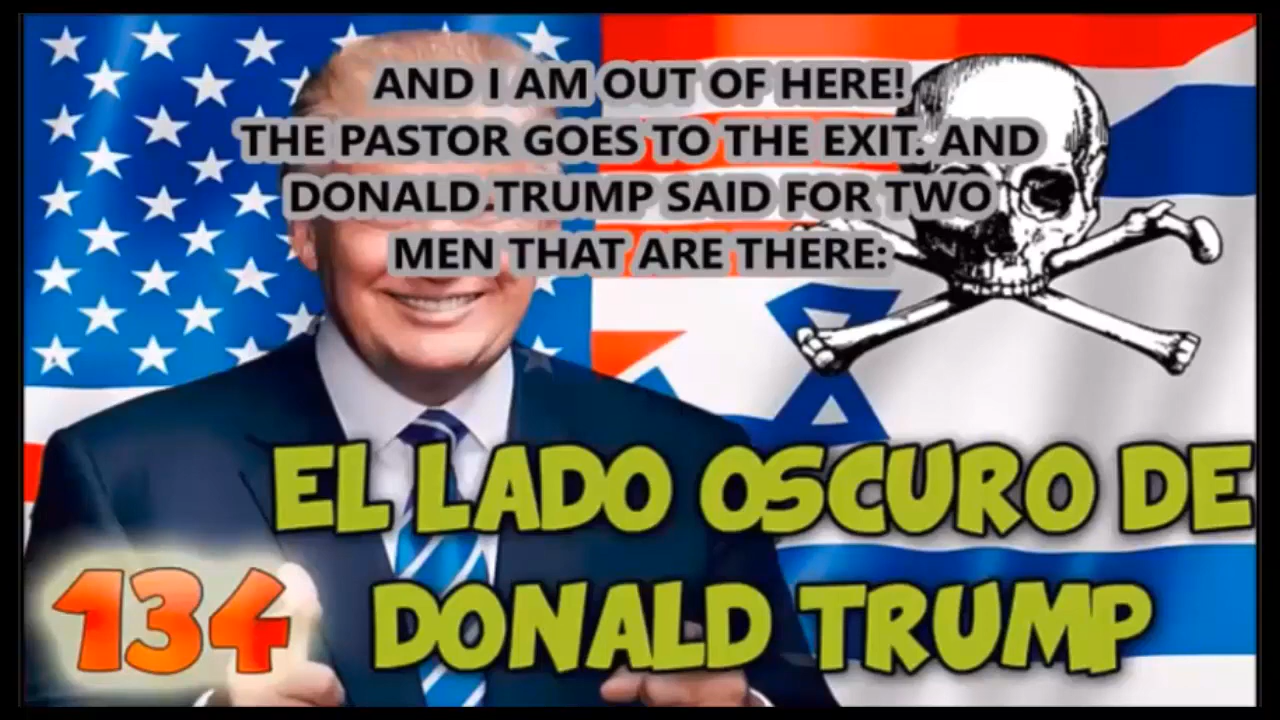 AND I AM OUT OF HERE!
THE PASTOR GOES TO THE EXIT. AND
DONALD TRUMP SAID FOR TWO
MEN THAT ARE THERE:
EL LADO OSCURO DE
134
DONALD TRUMP